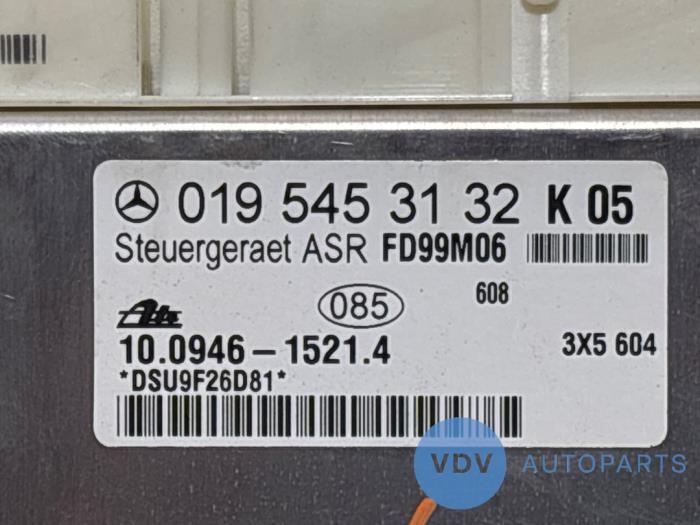 019 545 31 32 K 05
Steuergeraet ASR FD99M06
085 608
Ate
10.0946-1521.4 3X5 604
*DSU9F26D81*
VDV AUTOPARTS